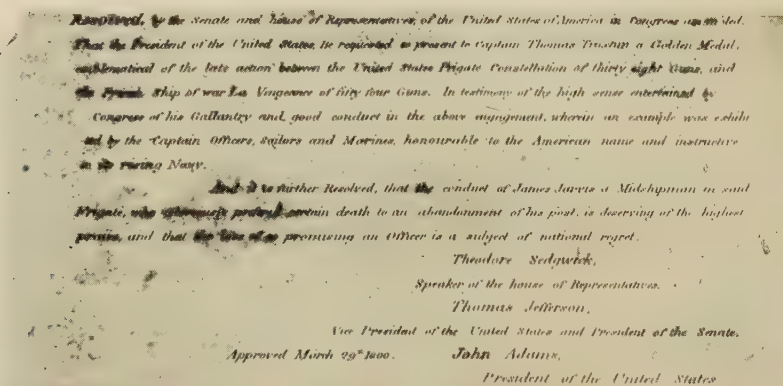 Resolved, by the Senate and house of Representatives, of the United States of America in Congress assembled.
That the President of the United States, be requested to present to Captain Thomas Truxtun a Golden Medal,
emblematical of the late action between the United States Frigate Constellation of thirty eight Guns, and
the French Ship of war La Vengeance of fifty four Guns. In testimony of the high sense entertained by
Congress of his Gallantry and good conduct in the above engagement, wherein an example was exhibi
ted by the Captain Officers, Sailors and Marines, honourable to the American name and instructive
to its rising Navy.
And it is further Resolved, that the conduct of James Jarvis a Midshipman in said
Frigate, who gloriously preferred certain death to an abandonment of his post, is deserving of the highest
praise, and that the loss of so promising an Officer is a subject of national regret.
Theodore Sedgwick,
Speaker of the house of Representatives.
Thomas Jefferson,
Vice President of the United States and President of the Senate.
Approved March 29th 1800. John Adams,
President of the United States